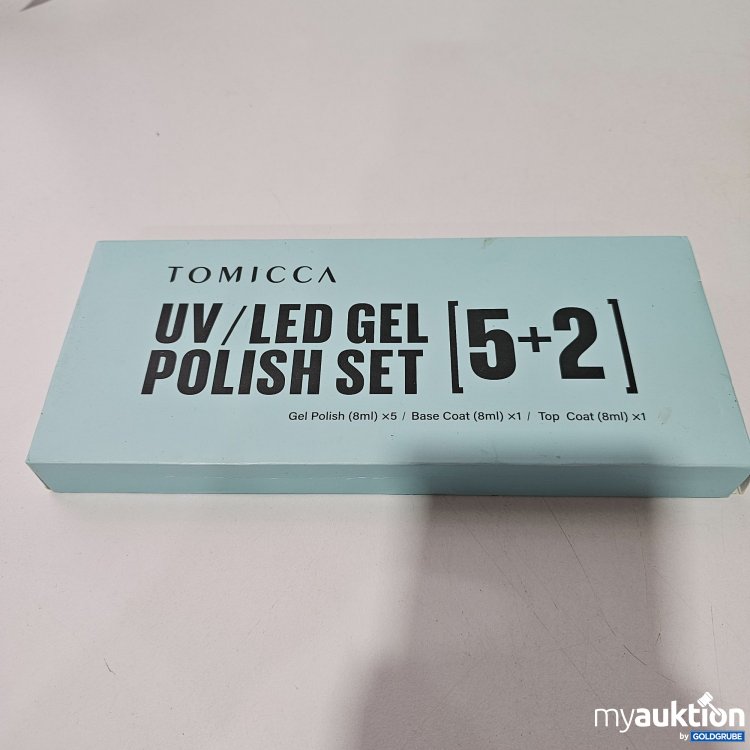 TOMICCA
UV/LED GEL
POLISH SET
[5+2]
Gel Polish (8ml) ×5 / Base Coat (8ml) ×1 / Top Coat (8ml) ×1
myauktion
by GOLDGRUBE